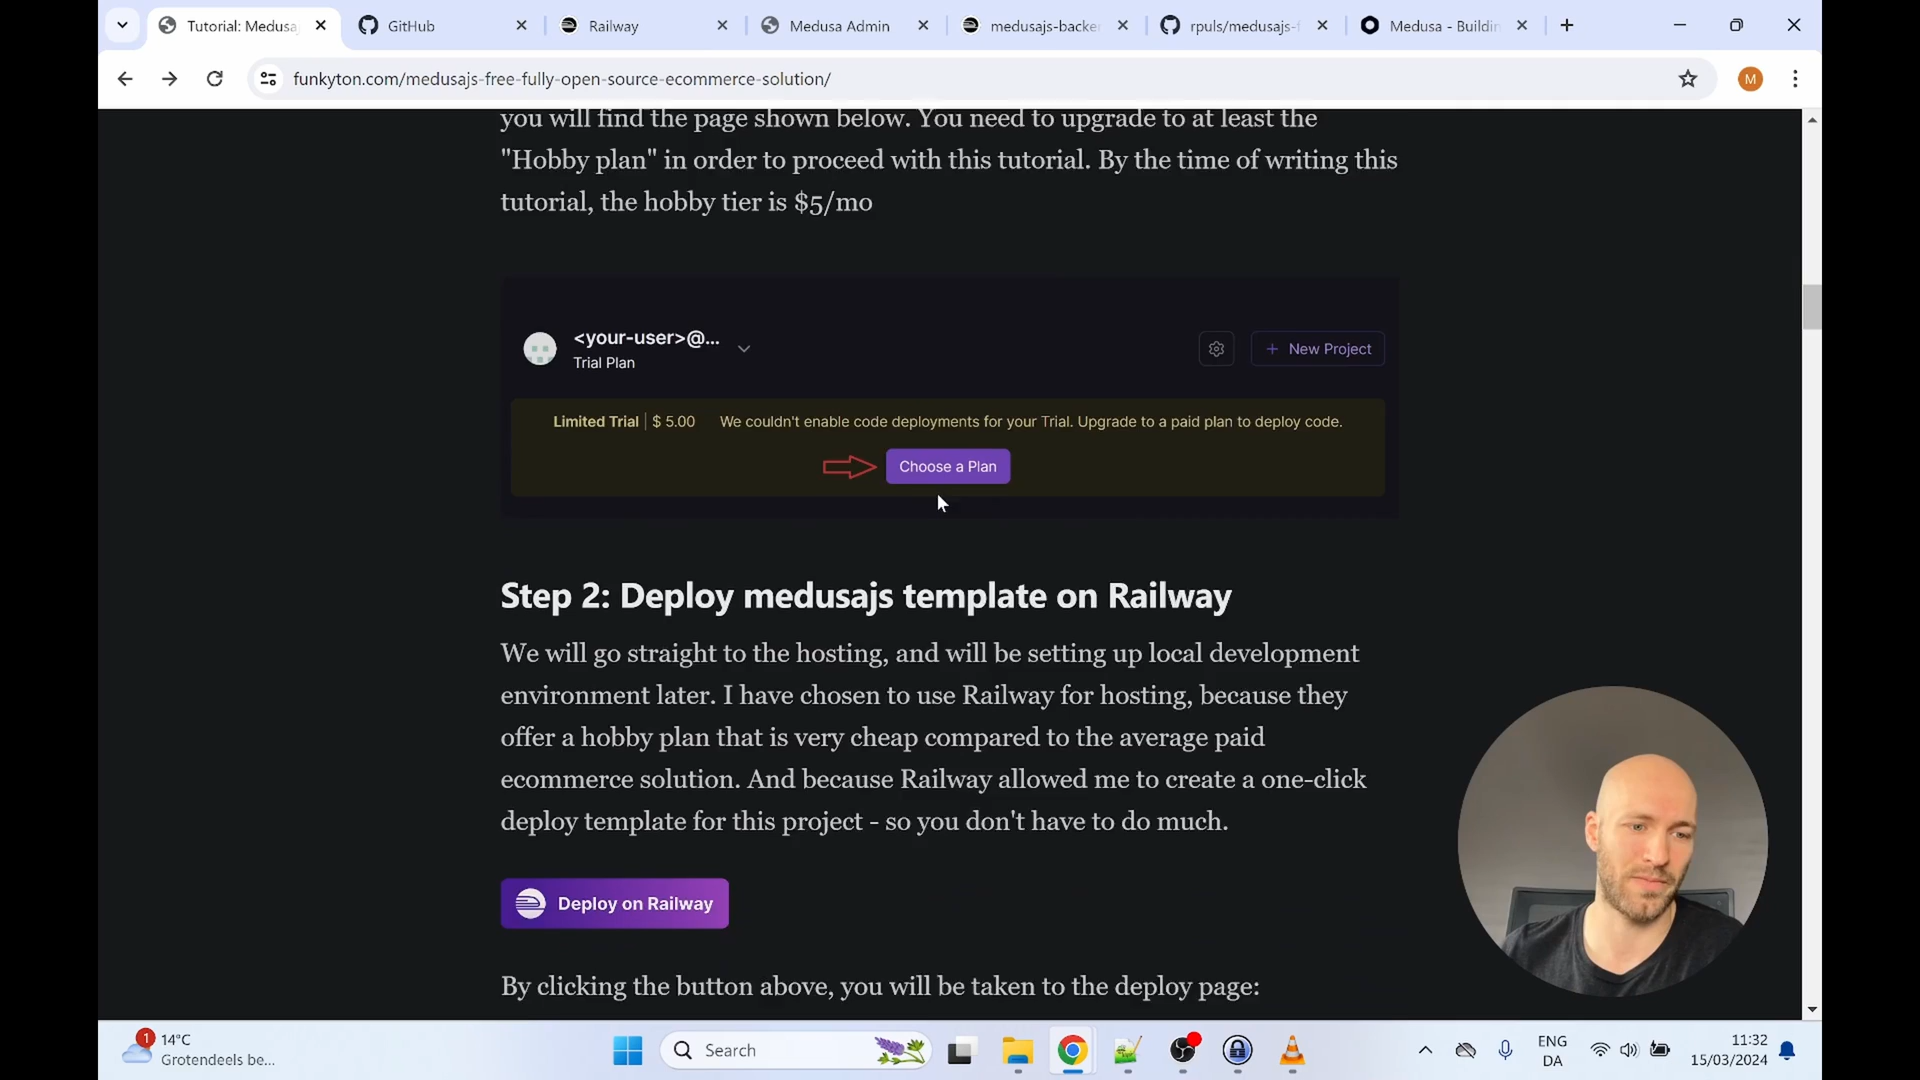 Tutorial: Medusa
GitHub
Railway
Medusa Admin
medusajs-backe
rpuls/medusajs-f
Medusa - Buildin
funkyton.com/medusajs-free-fully-open-source-ecommerce-solution/
M
you will find the page shown below. You need to upgrade to at least the
"Hobby plan" in order to proceed with this tutorial. By the time of writing this
tutorial, the hobby tier is $5/mo
<your-user>@...
Trial Plan
+ New Project
Limited Trial | $ 5.00 We couldn't enable code deployments for your Trial. Upgrade to a paid plan to deploy code.
Choose a Plan
Step 2: Deploy medusajs template on Railway
We will go straight to the hosting, and will be setting up local development
environment later. I have chosen to use Railway for hosting, because they
offer a hobby plan that is very cheap compared to the average paid
ecommerce solution. And because Railway allowed me to create a one-click
deploy template for this project - so you don't have to do much.
Deploy on Railway
By clicking the button above, you will be taken to the deploy page:
1
14°C
Grotendeels be...
Search
ENG
DA
11:32
15/03/2024